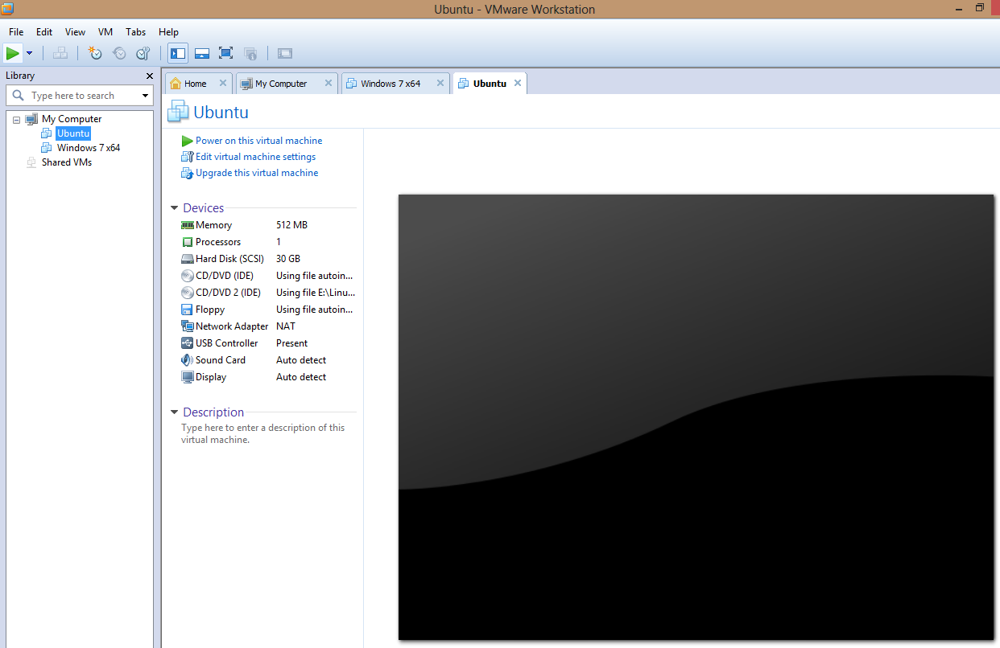 Ubuntu - VMware Workstation
File Edit View VM Tabs Help
Library
Type here to search
My Computer
Ubuntu
Windows 7 x64
Shared VMs
Home
My Computer
Windows 7 x64
Ubuntu
Ubuntu
Power on this virtual machine
Edit virtual machine settings
Upgrade this virtual machine
Devices
Memory 512 MB
Processors 1
Hard Disk (SCSI) 30 GB
CD/DVD (IDE) Using file autoin...
CD/DVD 2 (IDE) Using file E:\Linu...
Floppy Using file autoin...
Network Adapter NAT
USB Controller Present
Sound Card Auto detect
Display Auto detect
Description
Type here to enter a description of this
virtual machine.